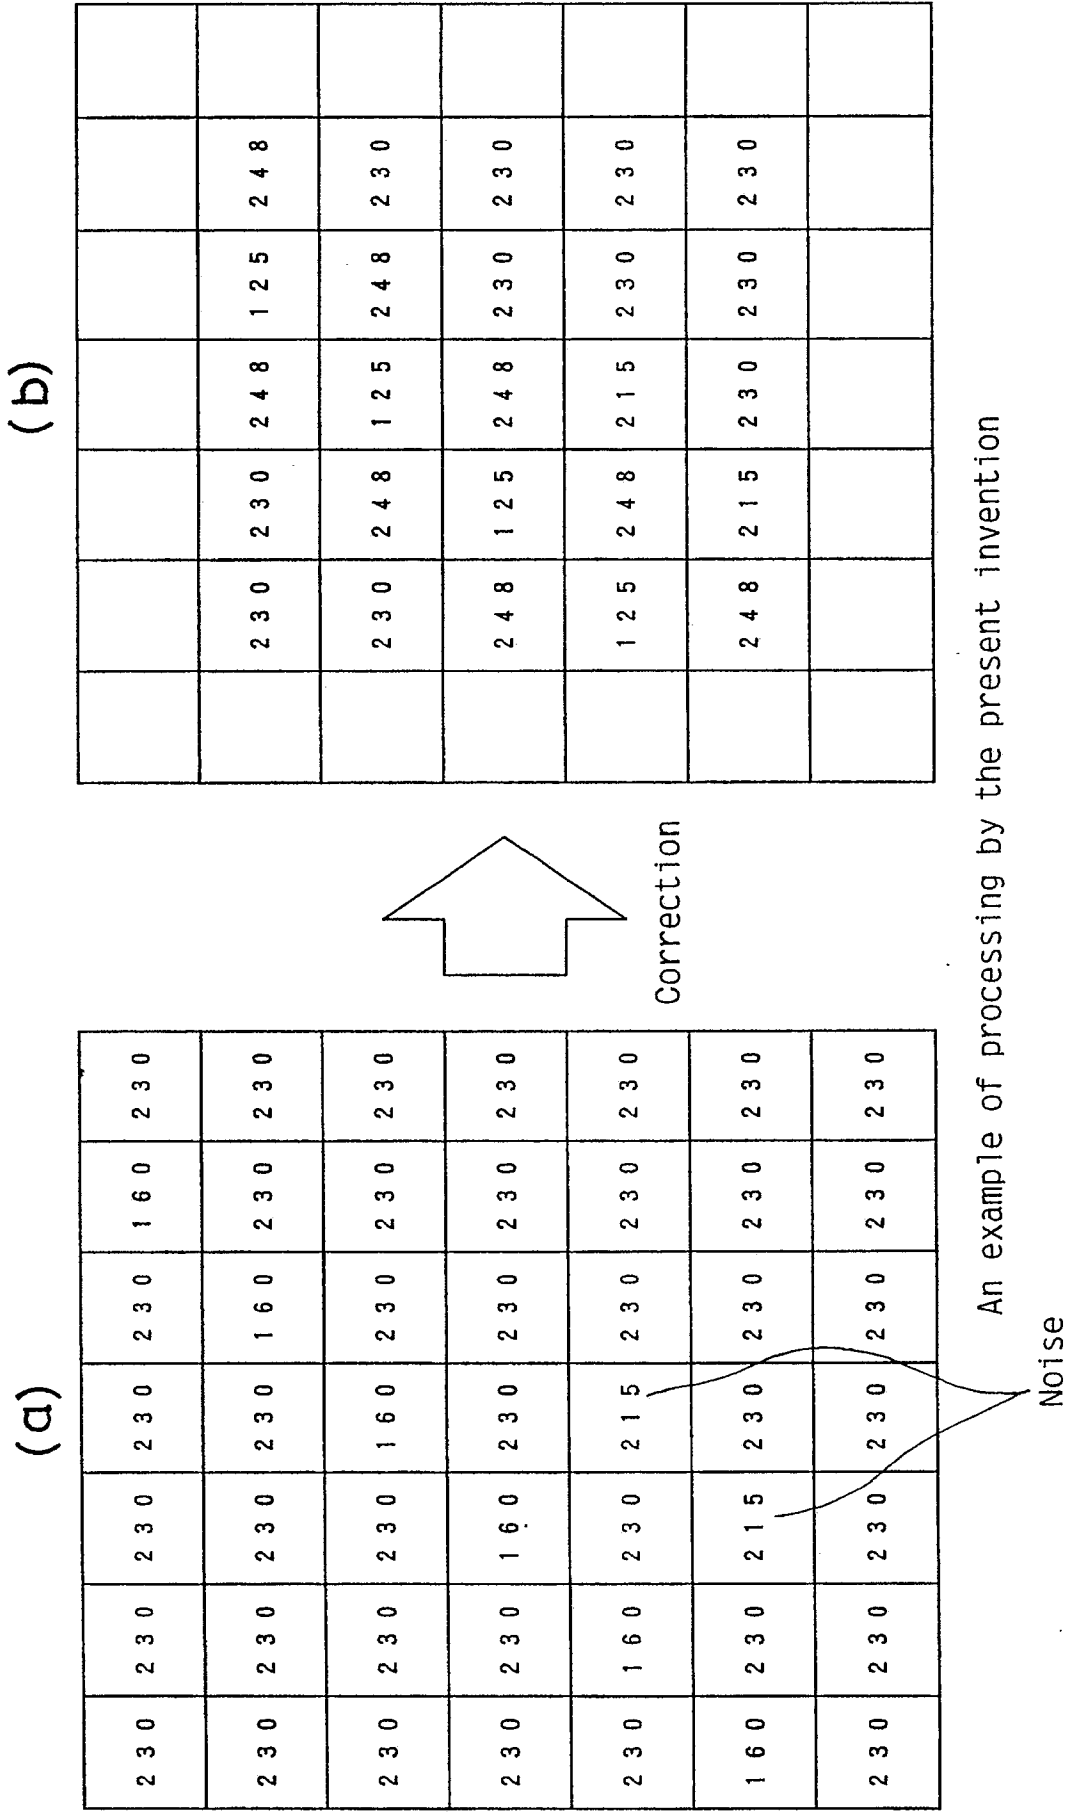 (a)
230 230 230 230 230 160 230
230 230 230 230 160 230 230
230 230 230 160 230 230 230
230 230 160 230 230 230 230
230 160 230 215 230 230 230
160 230 215 230 230 230 230
230 230 230 230 230 230 230
Noise
Correction
(b)
230 230 248 125 248
230 248 125 248 230
248 125 248 230 230
125 248 215 230 230
248 215 230 230 230
An example of processing by the present invention